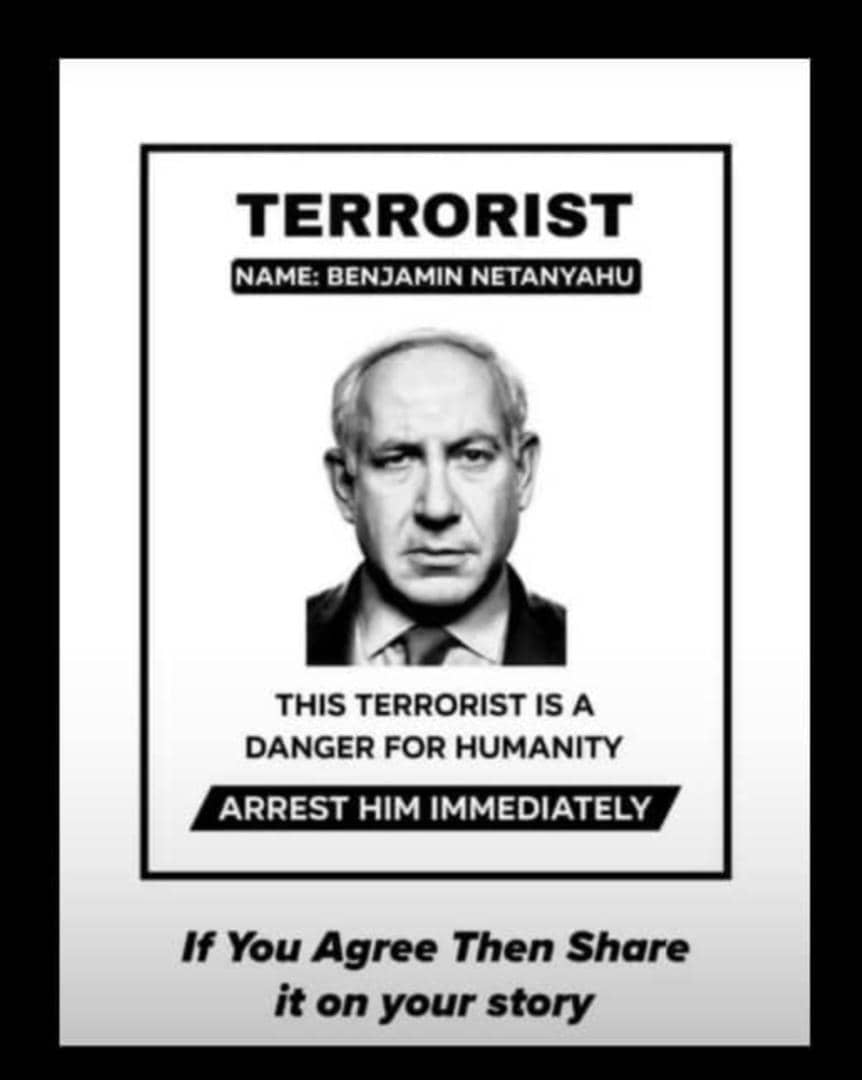 TERRORIST
NAME: BENJAMIN NETANYAHU
THIS TERRORIST IS A
DANGER FOR HUMANITY
ARREST HIM IMMEDIATELY
If You Agree Then Share
it on your story